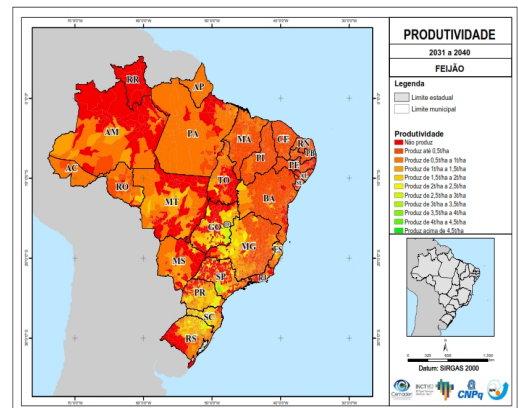 PRODUTIVIDADE
2031 a 2040
FEIJÃO
Legenda
Limite estadual
Limite municipal
Produtividade
Não produz
Produz até 0,5t/ha
Produz de 0,5t/ha a 1t/ha
Produz de 1t/ha a 1,5t/ha
Produz de 1,5t/ha a 2t/ha
Produz de 2t/ha a 2,5t/ha
Produz de 2,5t/ha a 3t/ha
Produz de 3t/ha a 3,5t/ha
Produz de 3,5t/ha a 4t/ha
Produz de 4t/ha a 4,5t/ha
Produz acima de 4,5t/ha
RR
AP
AM
PA
MA
CE
RN
PB
PI
PE
AC
AL
SE
TO
RO
BA
MT
GO
MG
ES
MS
SP
RJ
PR
SC
RS
N
Datum: SIRGAS 2000
CNPq